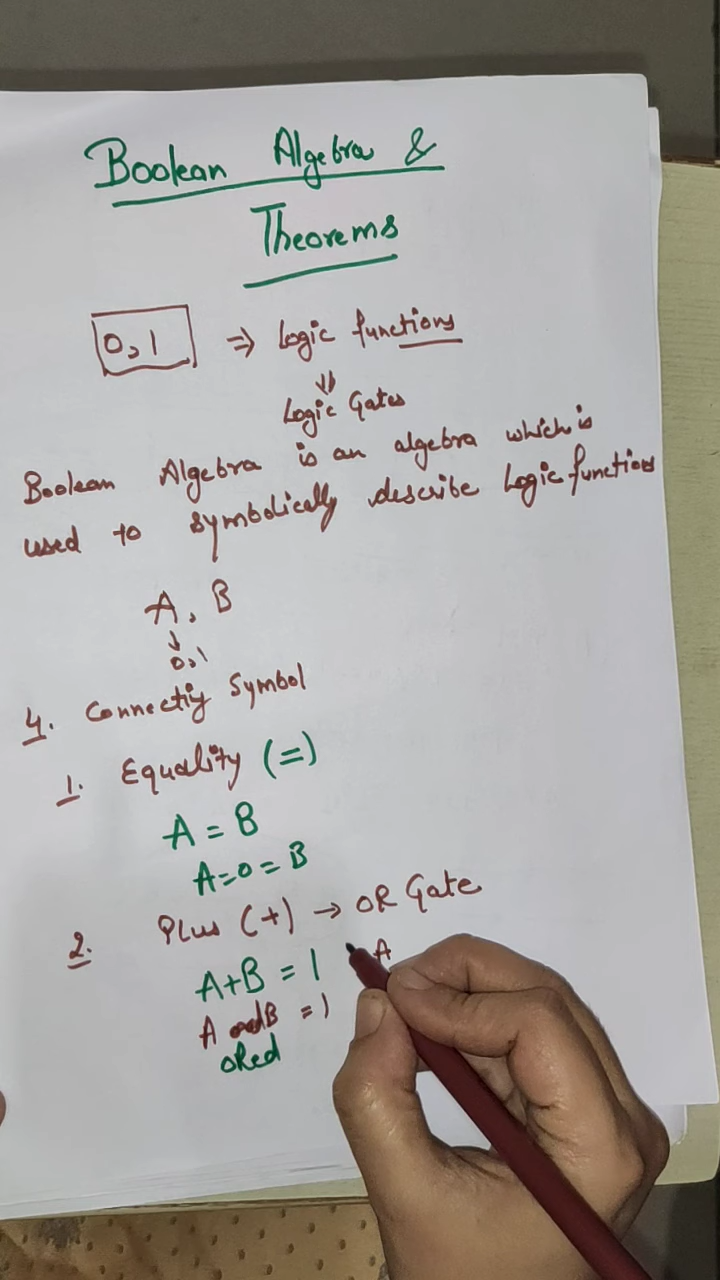 Boolean Algebra &
Theorems
0,1 ⇒ Logic functions
⇓
Logic Gates
Boolean Algebra is an algebra which is
used to symbolically describe Logic functions
A, B
↓
0,1
4. Connectiy Symbol
1. Equality (=)
A = B
A=0=B
2. Plus (+) → OR Gate
A+B = 1 A
A B = 1
ORed